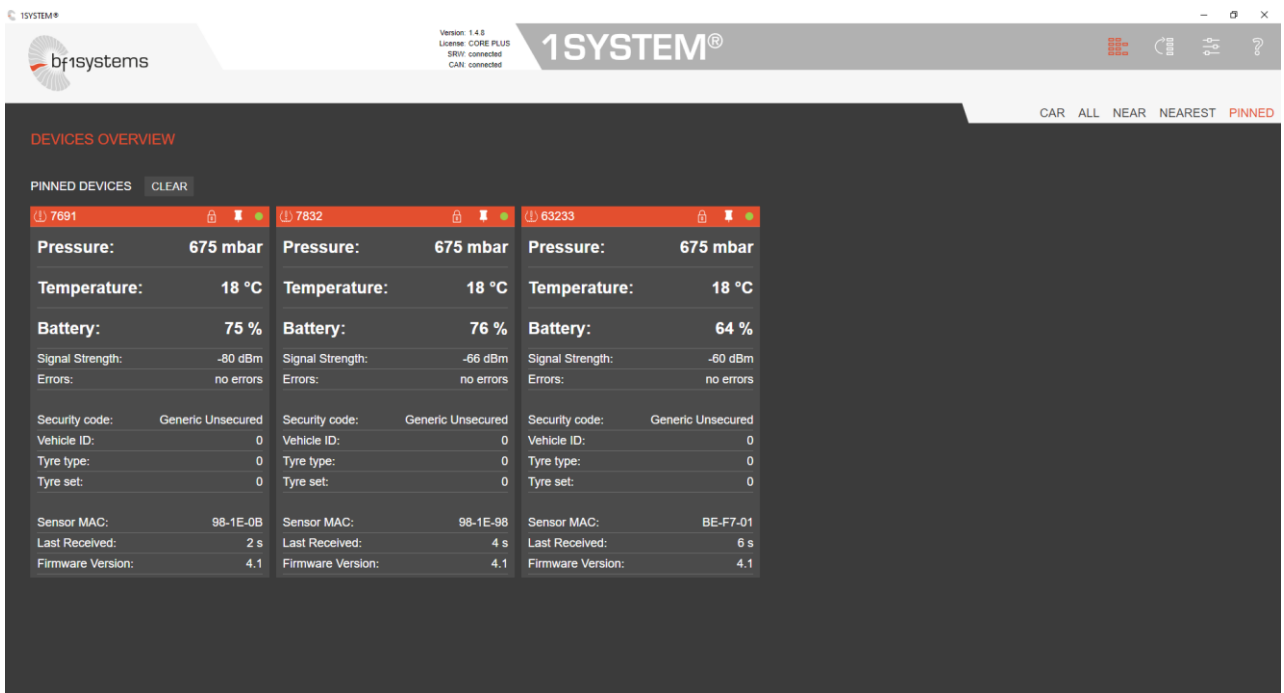 1SYSTEM®
bf1systems
Version: 1.4.8
License: CORE PLUS
SRW: connected
CAN: connected
1SYSTEM®
CAR ALL NEAR NEAREST PINNED
DEVICES OVERVIEW
PINNED DEVICES CLEAR
7691
Pressure: 675 mbar
Temperature: 18 °C
Battery: 75 %
Signal Strength: -80 dBm
Errors: no errors
Security code: Generic Unsecured
Vehicle ID: 0
Tyre type: 0
Tyre set: 0
Sensor MAC: 98-1E-0B
Last Received: 2 s
Firmware Version: 4.1
7832
Pressure: 675 mbar
Temperature: 18 °C
Battery: 76 %
Signal Strength: -66 dBm
Errors: no errors
Security code: Generic Unsecured
Vehicle ID: 0
Tyre type: 0
Tyre set: 0
Sensor MAC: 98-1E-98
Last Received: 4 s
Firmware Version: 4.1
63233
Pressure: 675 mbar
Temperature: 18 °C
Battery: 64 %
Signal Strength: -60 dBm
Errors: no errors
Security code: Generic Unsecured
Vehicle ID: 0
Tyre type: 0
Tyre set: 0
Sensor MAC: BE-F7-01
Last Received: 6 s
Firmware Version: 4.1